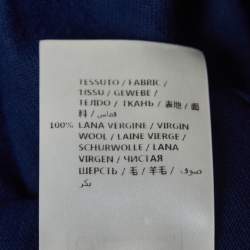 TESSUTO / FABRIC /
TISSU / GEWEBE /
TEJIDO / ТКАНЬ / 表地 / 面
料 / قماش /
100% LANA VERGINE / VIRGIN
WOOL / LAINE VIERGE /
SCHURWOLLE / LANA
VIRGEN / ЧИСТАЯ
ШЕРСТЬ / 毛 / 羊毛 / صوف
بكر